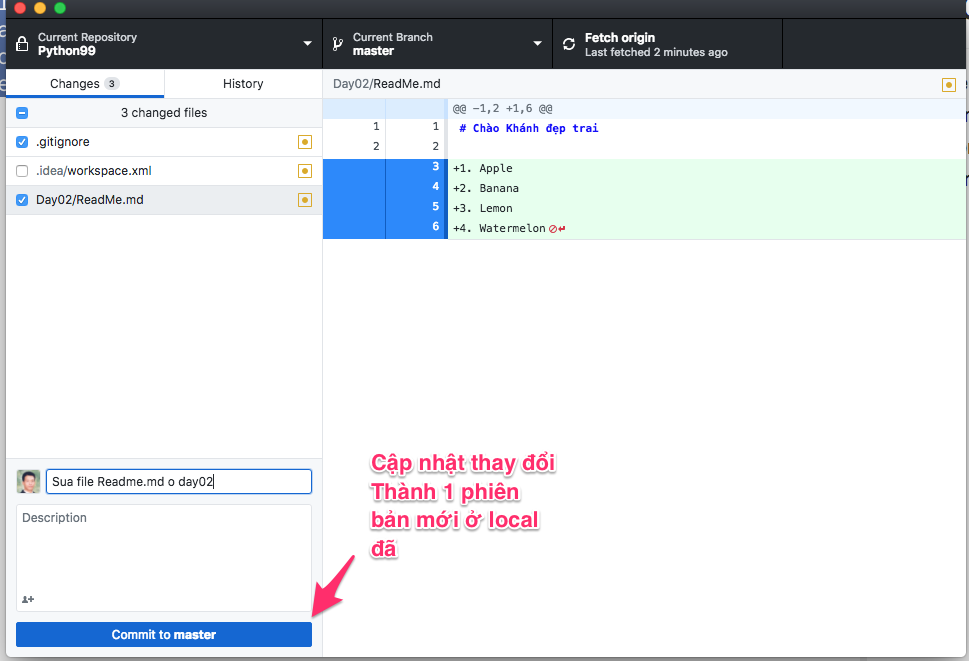 Current Repository
Python99
Current Branch
master
Fetch origin
Last fetched 2 minutes ago
Changes 3
History
Day02/ReadMe.md
3 changed files
.gitignore
.idea/workspace.xml
Day02/ReadMe.md
@@ -1,2 +1,6 @@
1 1 # Chào Khánh đẹp trai
2 2
3 +1. Apple
4 +2. Banana
5 +3. Lemon
6 +4. Watermelon
Cập nhật thay đổi
Thành 1 phiên
bản mới ở local
đã
Sua file Readme.md o day02
Description
Commit to master